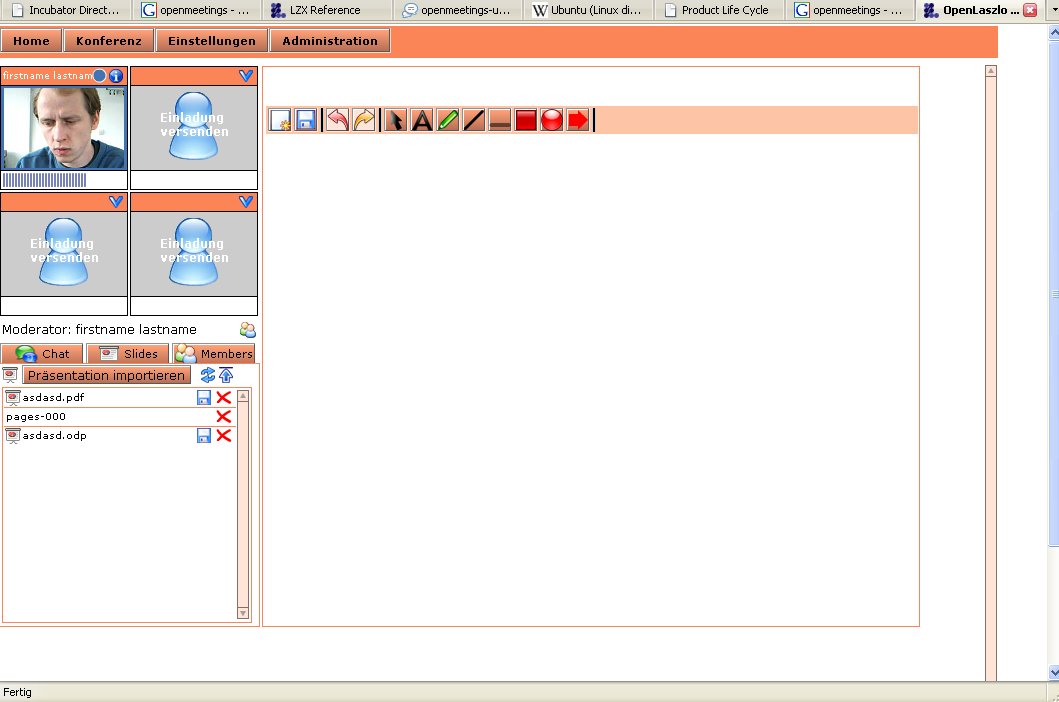 Incubator Direct...
openmeetings - ...
LZX Reference
openmeetings-u...
Ubuntu (Linux di...
Product Life Cycle
openmeetings - ...
OpenLaszlo ...
Home
Konferenz
Einstellungen
Administration
firstname lastnam
Einladung
versenden
Einladung
versenden
Einladung
versenden
Moderator: firstname lastname
Chat
Slides
Members
Präsentation importieren
asdasd.pdf
pages-000
asdasd.odp
Fertig